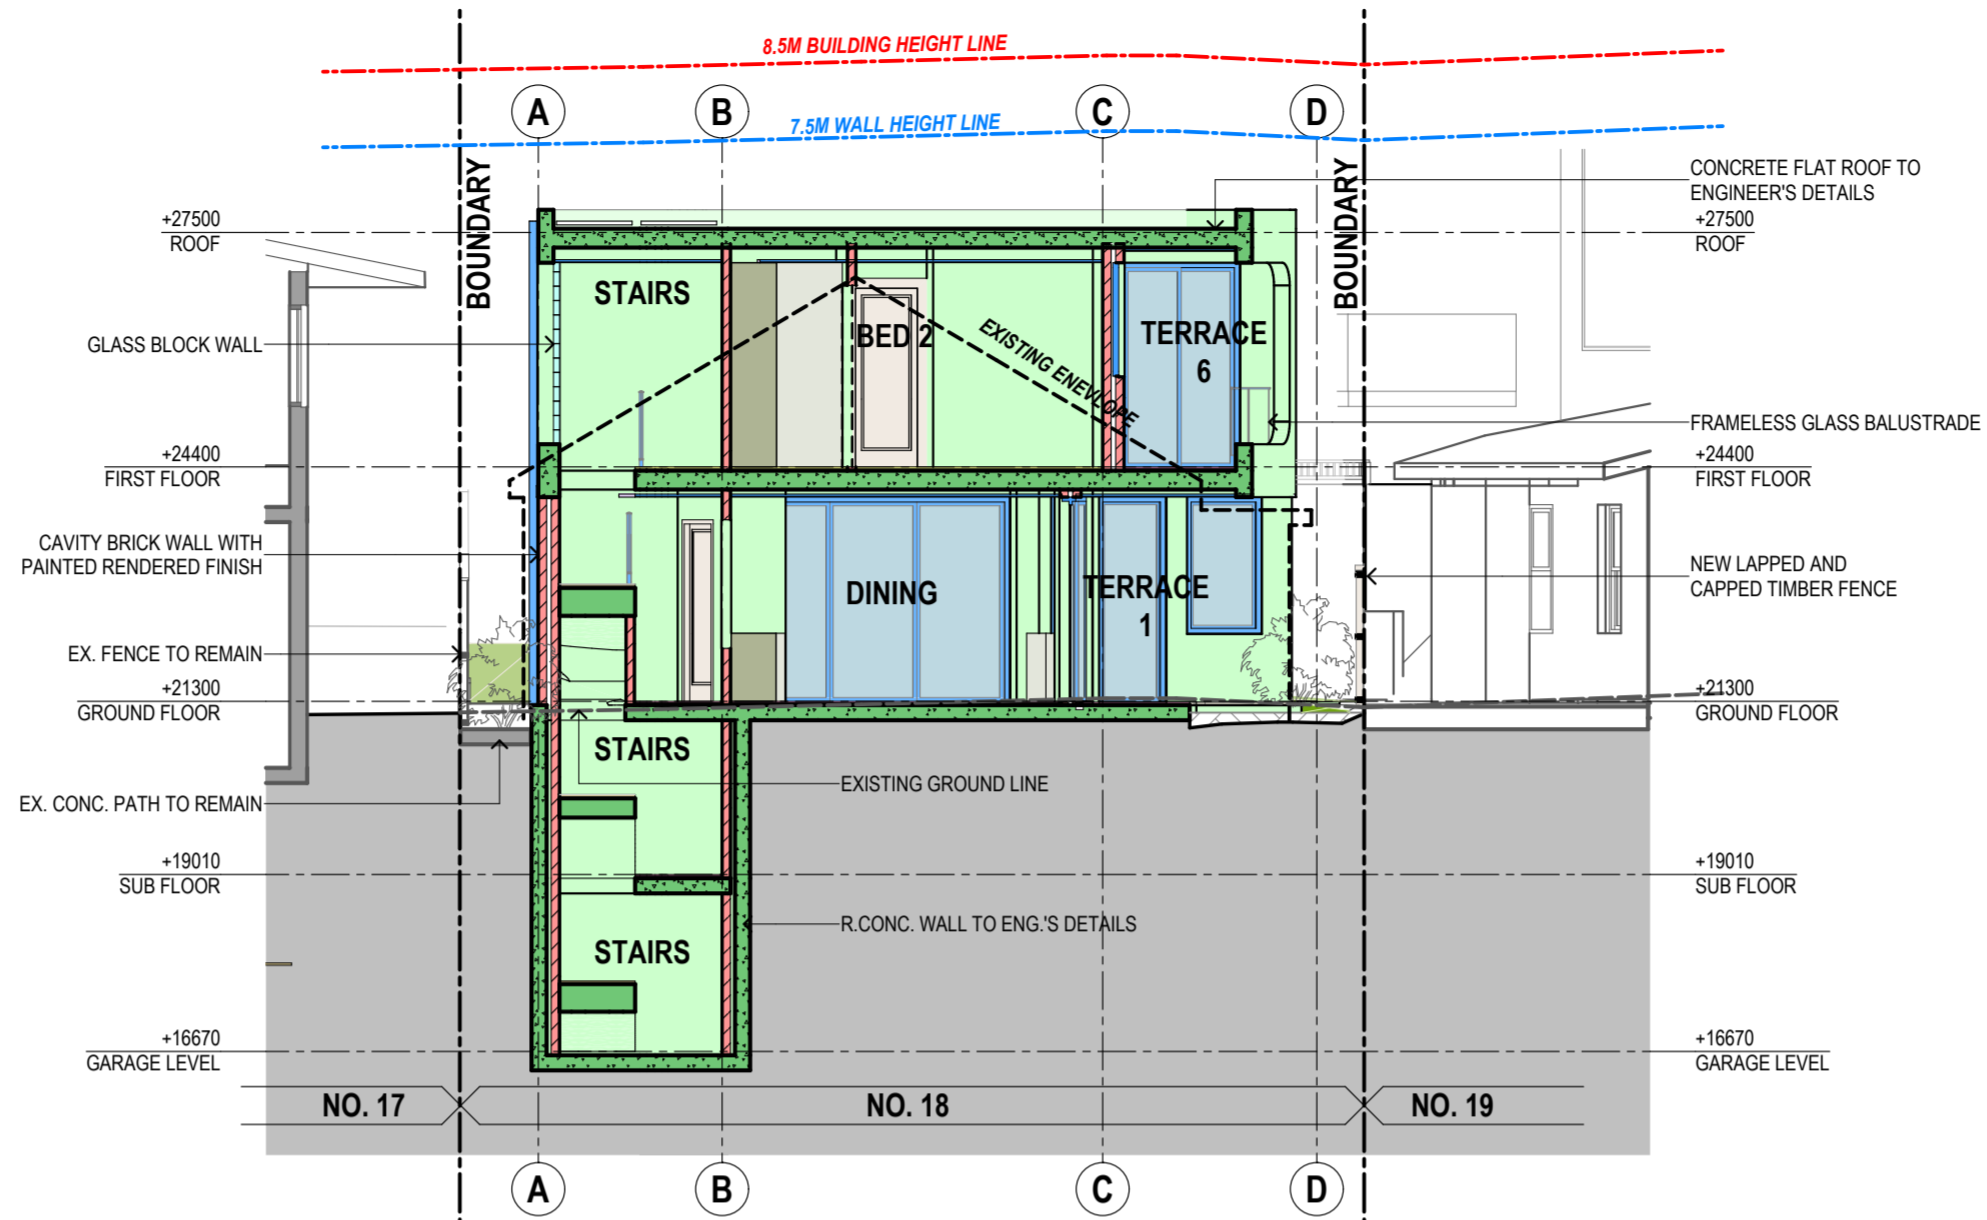 8.5M BUILDING HEIGHT LINE
A
B
C
D
7.5M WALL HEIGHT LINE
BOUNDARY
BOUNDARY
CONCRETE FLAT ROOF TO
ENGINEER'S DETAILS
+27500
ROOF
+27500
ROOF
STAIRS
GLASS BLOCK WALL
BED 2
EXISTING ENEVLOPE
TERRACE
6
FRAMELESS GLASS BALUSTRADE
+24400
FIRST FLOOR
+24400
FIRST FLOOR
CAVITY BRICK WALL WITH
PAINTED RENDERED FINISH
DINING
TERRACE
1
NEW LAPPED AND
CAPPED TIMBER FENCE
EX. FENCE TO REMAIN
+21300
GROUND FLOOR
+21300
GROUND FLOOR
STAIRS
EXISTING GROUND LINE
EX. CONC. PATH TO REMAIN
+19010
SUB FLOOR
+19010
SUB FLOOR
R.CONC. WALL TO ENG.'S DETAILS
STAIRS
+16670
GARAGE LEVEL
+16670
GARAGE LEVEL
NO. 17
NO. 18
NO. 19
A
B
C
D